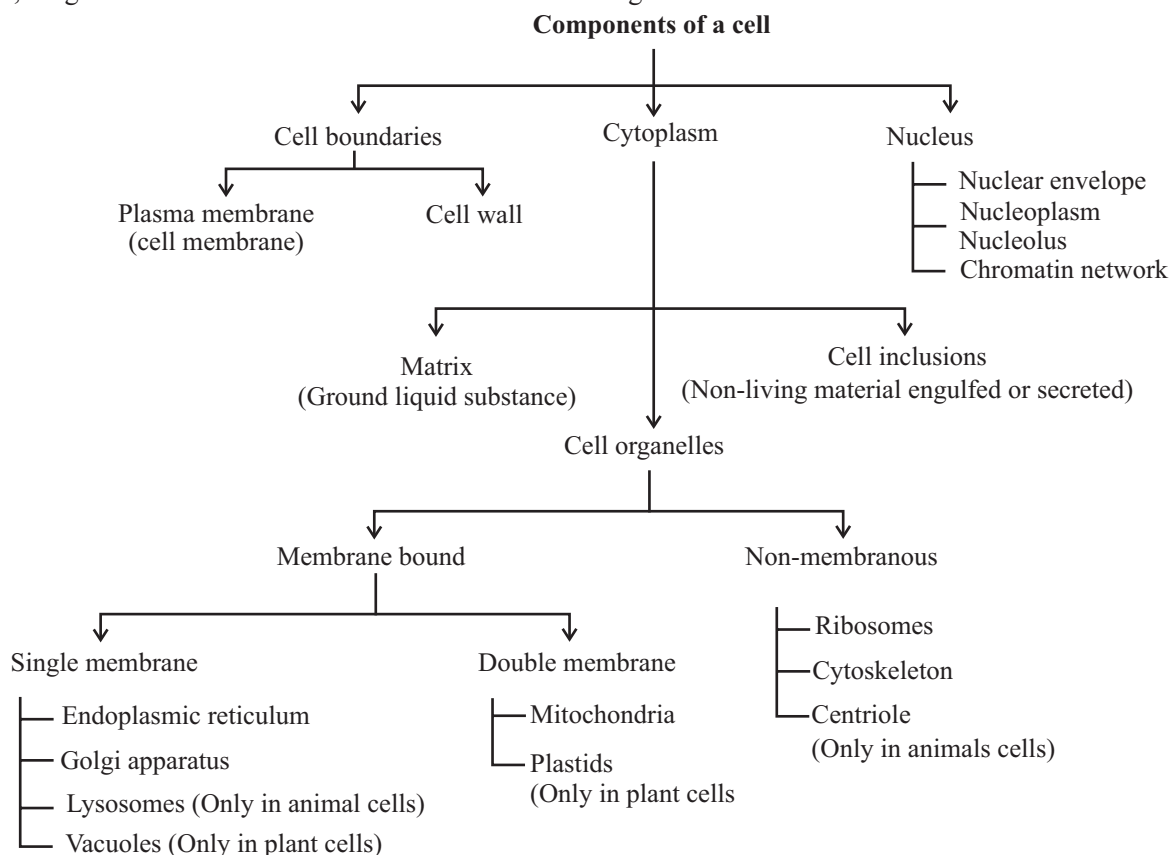 Components of a cell
Cell boundaries
Cytoplasm
Nucleus
Plasma membrane
(cell membrane)
Cell wall
Nuclear envelope
Nucleoplasm
Nucleolus
Chromatin network
Matrix
(Ground liquid substance)
Cell inclusions
(Non-living material engulfed or secreted)
Cell organelles
Membrane bound
Non-membranous
Single membrane
Endoplasmic reticulum
Golgi apparatus
Lysosomes (Only in animal cells)
Vacuoles (Only in plant cells)
Double membrane
Mitochondria
Plastids
(Only in plant cells
Ribosomes
Cytoskeleton
Centriole
(Only in animals cells)